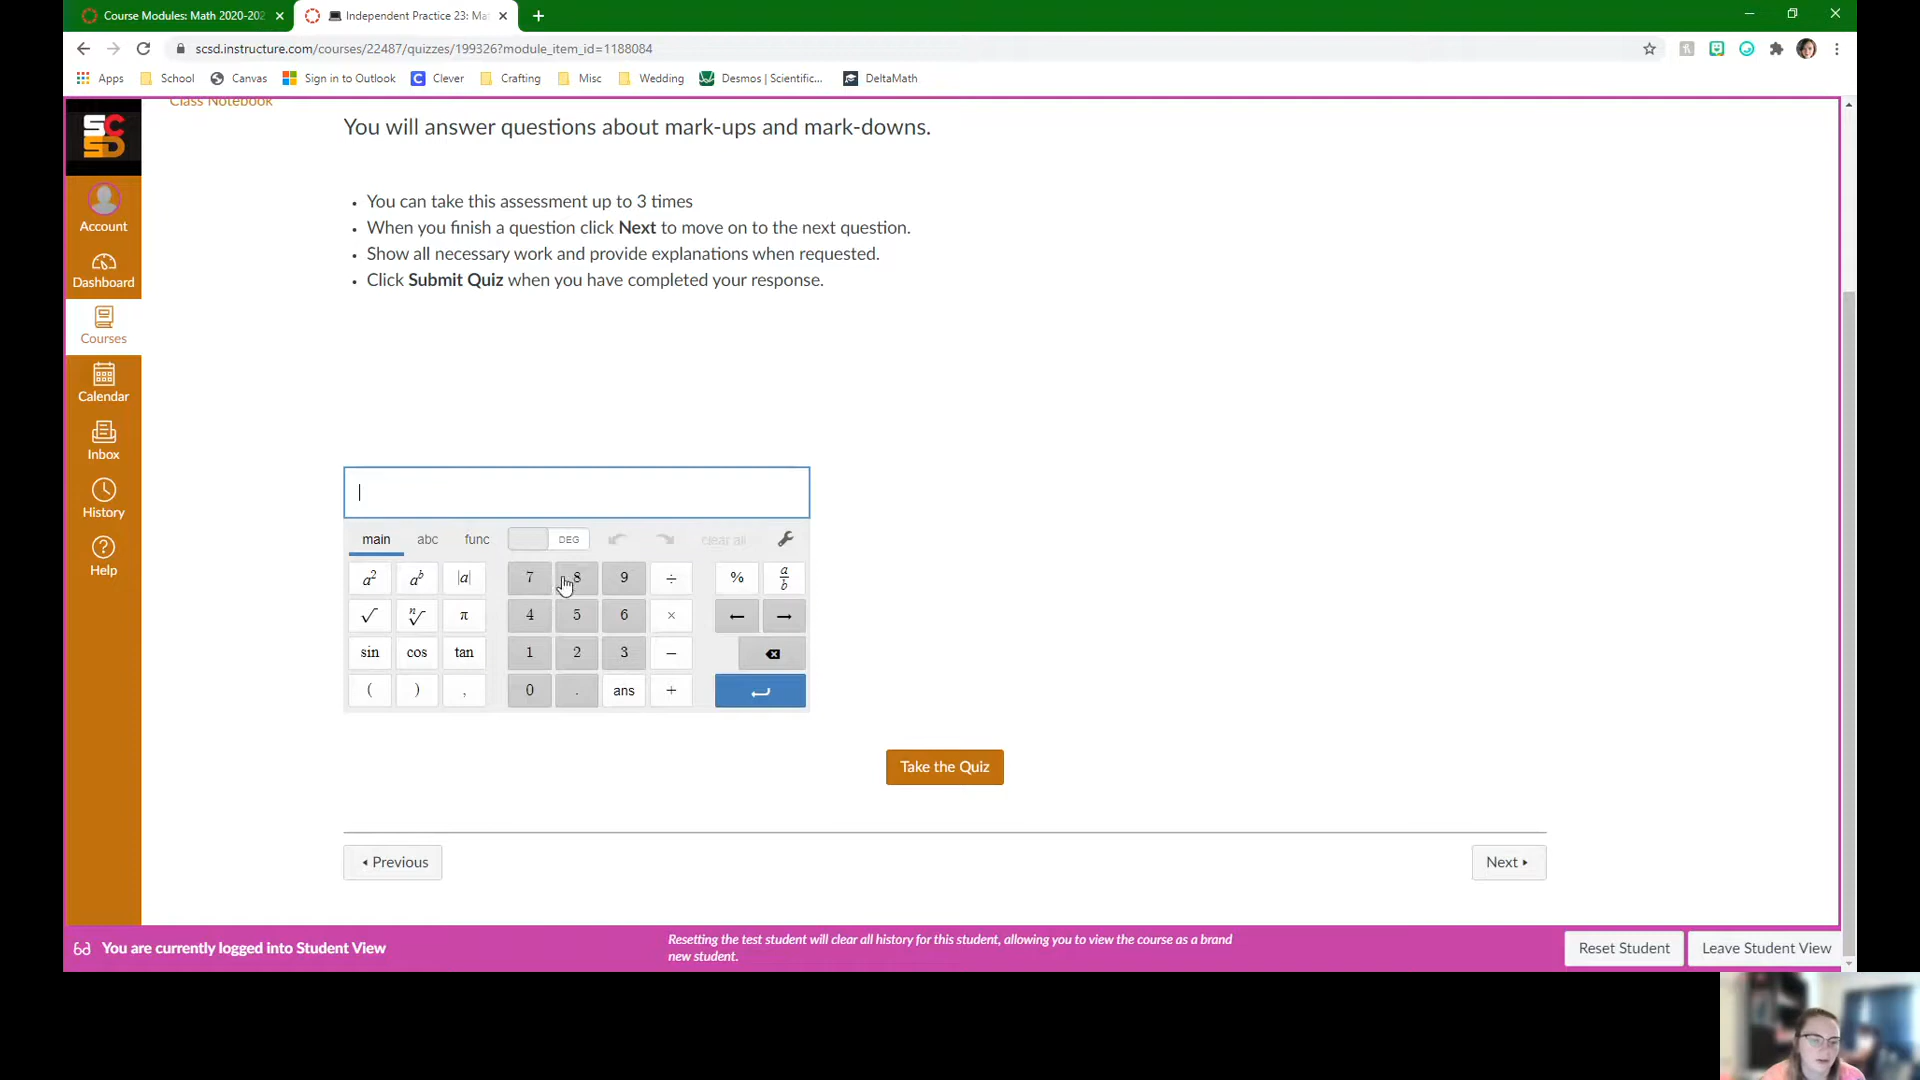 Course Modules: Math 2020-202
Independent Practice 23: Ma
scsd.instructure.com/courses/22487/quizzes/199326?module_item_id=1188084
Apps
School
Canvas
Sign in to Outlook
C
Clever
Crafting
Misc
Wedding
Desmos | Scientific...
DeltaMath
Class Notebook
SC
SD
Account
Dashboard
Courses
Calendar
Inbox
History
Help
You will answer questions about mark-ups and mark-downs.
• You can take this assessment up to 3 times
• When you finish a question click Next to move on to the next question.
• Show all necessary work and provide explanations when requested.
• Click Submit Quiz when you have completed your response.
main abc func DEG clear all
a² aᵇ |a| 7 8 9 ÷ % a/b
√ ⁿ√ π 4 5 6 × ← →
sin cos tan 1 2 3 −
( ) , 0 . ans +
Take the Quiz
Previous
Next
You are currently logged into Student View
Resetting the test student will clear all history for this student, allowing you to view the course as a brand
new student.
Reset Student
Leave Student View